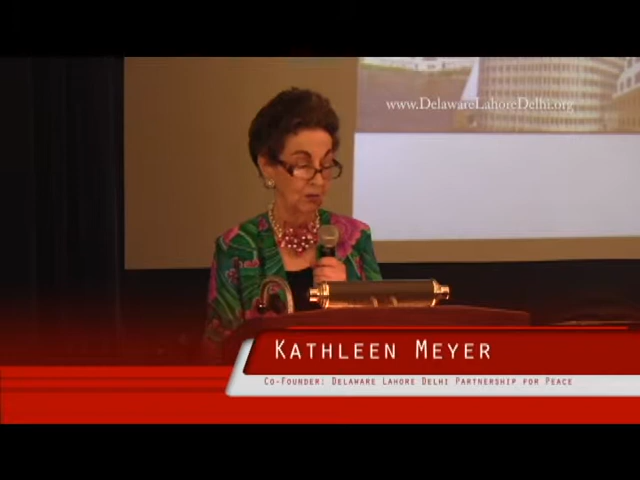 www.DelawareLahoreDelhi.org
KATHLEEN MEYER
CO-FOUNDER: DELAWARE LAHORE DELHI PARTNERSHIP FOR PEACE